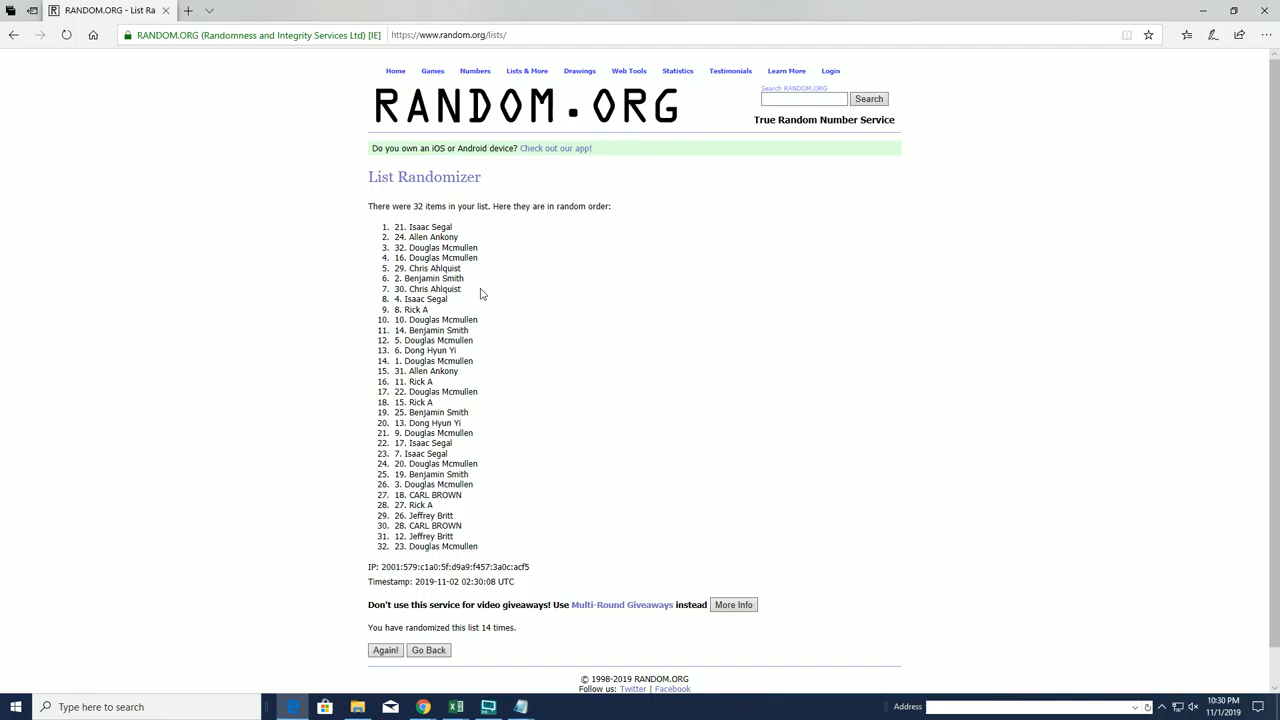 RANDOM.ORG - List Ra
RANDOM.ORG (Randomness and Integrity Services Ltd) [IE]
https://www.random.org/lists/
Home Games Numbers Lists & More Drawings Web Tools Statistics Testimonials Learn More Login
RANDOM.ORG
Search RANDOM.ORG
Search
True Random Number Service
Do you own an iOS or Android device? Check out our app!
List Randomizer
There were 32 items in your list. Here they are in random order:
1. 21. Isaac Segal
2. 24. Allen Ankony
3. 32. Douglas Mcmullen
4. 16. Douglas Mcmullen
5. 29. Chris Ahlquist
6. 2. Benjamin Smith
7. 30. Chris Ahlquist
8. 4. Isaac Segal
9. 8. Rick A
10. 10. Douglas Mcmullen
11. 14. Benjamin Smith
12. 5. Douglas Mcmullen
13. 6. Dong Hyun Yi
14. 1. Douglas Mcmullen
15. 31. Allen Ankony
16. 11. Rick A
17. 22. Douglas Mcmullen
18. 15. Rick A
19. 25. Benjamin Smith
20. 13. Dong Hyun Yi
21. 9. Douglas Mcmullen
22. 17. Isaac Segal
23. 7. Isaac Segal
24. 20. Douglas Mcmullen
25. 19. Benjamin Smith
26. 3. Douglas Mcmullen
27. 18. CARL BROWN
28. 27. Rick A
29. 26. Jeffrey Britt
30. 28. CARL BROWN
31. 12. Jeffrey Britt
32. 23. Douglas Mcmullen
IP: 2001:579:c1a0:5f:d9a9:f457:3a0c:acf5
Timestamp: 2019-11-02 02:30:08 UTC
Don't use this service for video giveaways! Use Multi-Round Giveaways instead More Info
You have randomized this list 14 times.
Again! Go Back
© 1998-2019 RANDOM.ORG
Follow us: Twitter | Facebook
Type here to search
Address
10:30 PM
11/1/2019